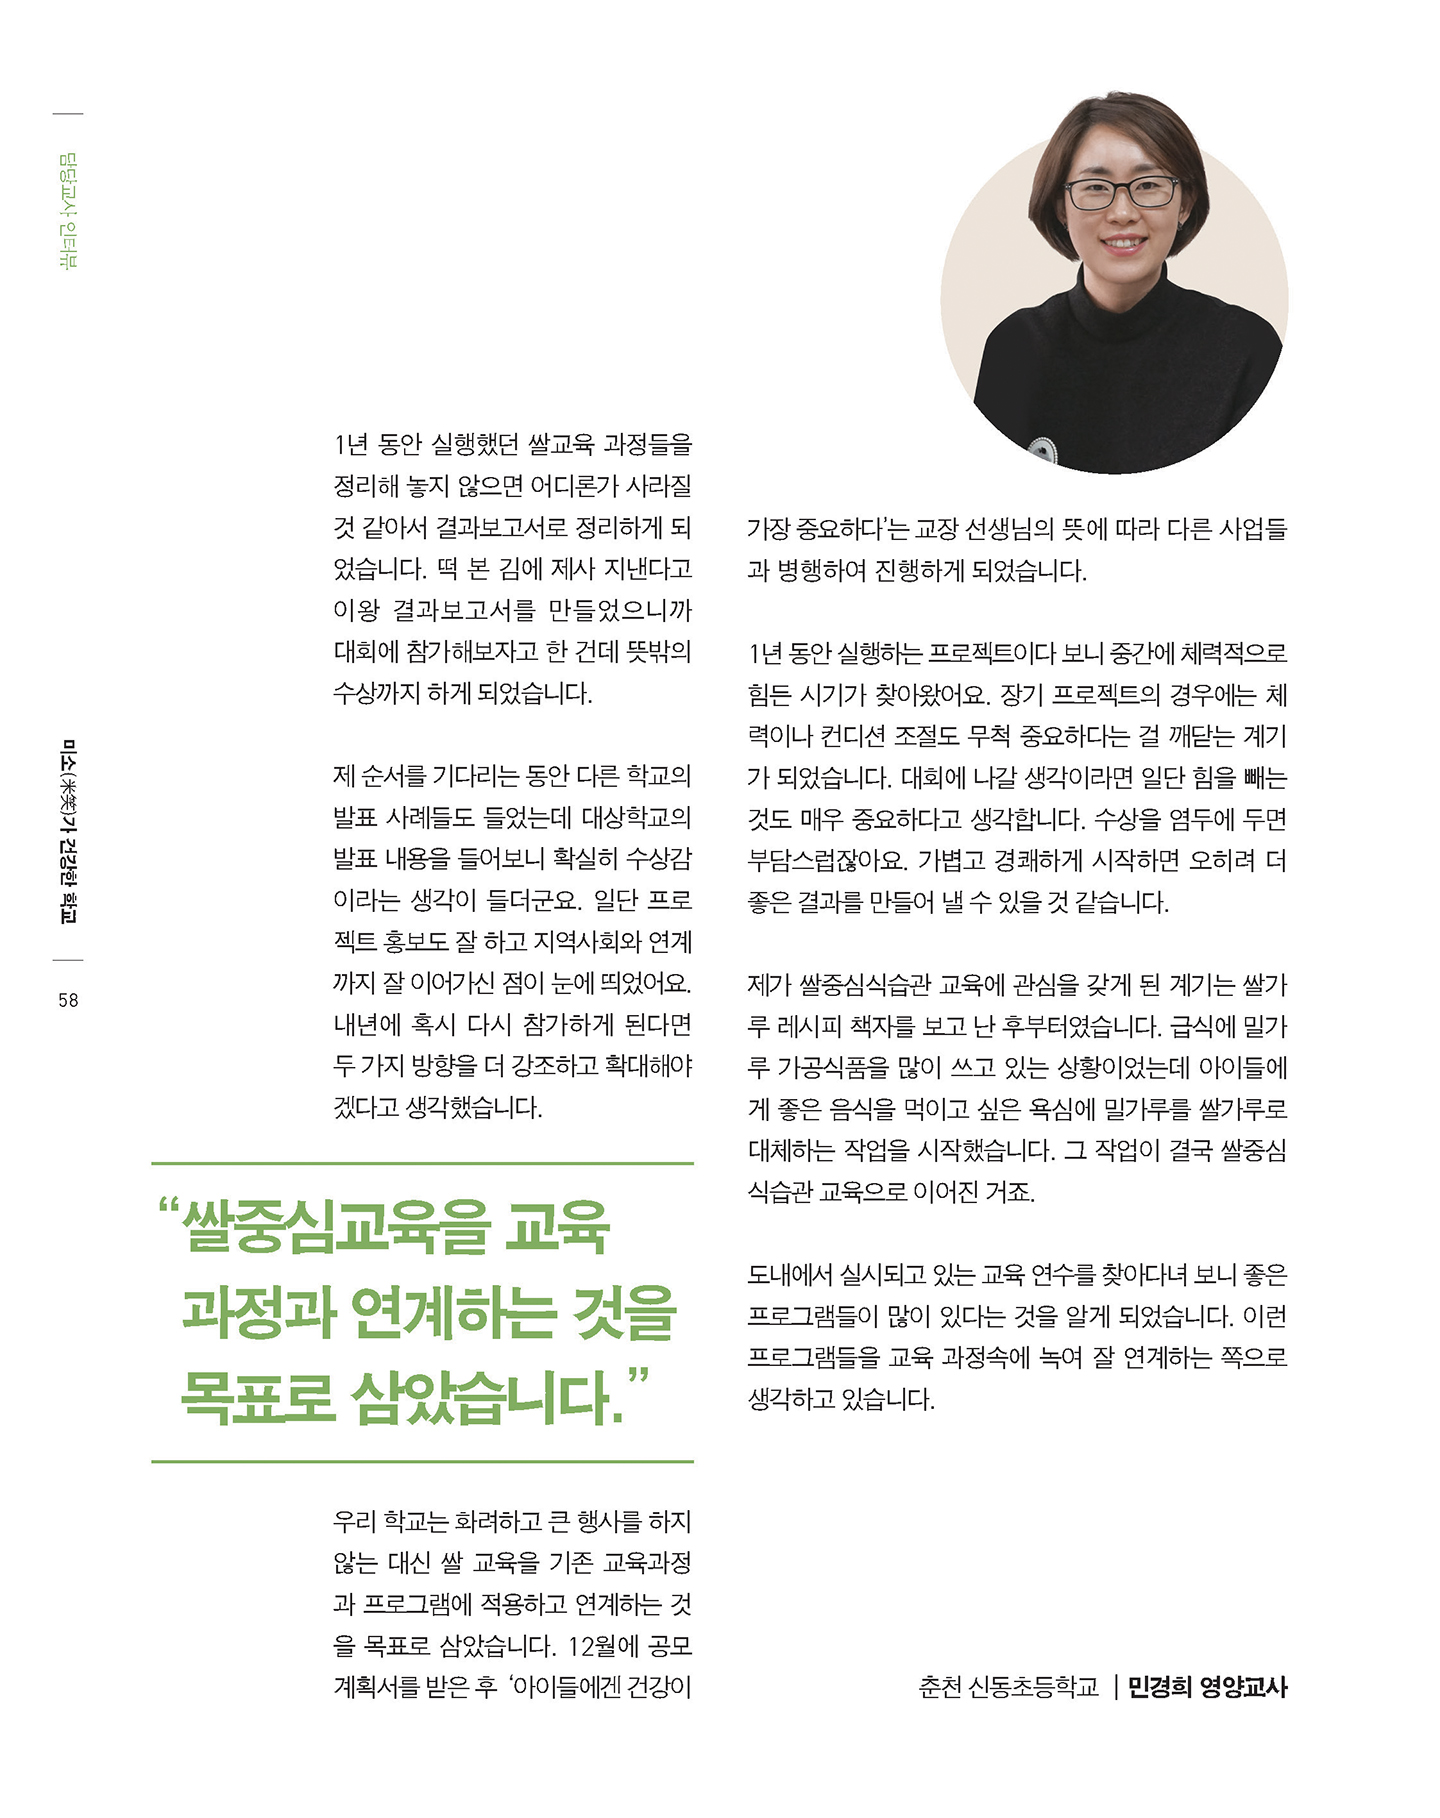 담당교사 인터뷰
미소(米笑)가 건강한 학교
58
1년 동안 실행했던 쌀교육 과정들을
정리해 놓지 않으면 어디론가 사라질
것 같아서 결과보고서로 정리하게 되
었습니다. 떡 본 김에 제사 지낸다고
이왕 결과보고서를 만들었으니까
대회에 참가해보자고 한 건데 뜻밖의
수상까지 하게 되었습니다.
제 순서를 기다리는 동안 다른 학교의
발표 사례들도 들었는데 대상학교의
발표 내용을 들어보니 확실히 수상감
이라는 생각이 들더군요. 일단 프로
젝트 홍보도 잘 하고 지역사회와 연계
까지 잘 이어가신 점이 눈에 띄었어요.
내년에 혹시 다시 참가하게 된다면
두 가지 방향을 더 강조하고 확대해야
겠다고 생각했습니다.
“쌀중심교육을 교육
과정과 연계하는 것을
목표로 삼았습니다.”
우리 학교는 화려하고 큰 행사를 하지
않는 대신 쌀 교육을 기존 교육과정
과 프로그램에 적용하고 연계하는 것
을 목표로 삼았습니다. 12월에 공모
계획서를 받은 후 ‘아이들에겐 건강이
가장 중요하다’는 교장 선생님의 뜻에 따라 다른 사업들
과 병행하여 진행하게 되었습니다.
1년 동안 실행하는 프로젝트이다 보니 중간에 체력적으로
힘든 시기가 찾아왔어요. 장기 프로젝트의 경우에는 체
력이나 컨디션 조절도 무척 중요하다는 걸 깨닫는 계기
가 되었습니다. 대회에 나갈 생각이라면 일단 힘을 빼는
것도 매우 중요하다고 생각합니다. 수상을 염두에 두면
부담스럽잖아요. 가볍고 경쾌하게 시작하면 오히려 더
좋은 결과를 만들어 낼 수 있을 것 같습니다.
제가 쌀중심식습관 교육에 관심을 갖게 된 계기는 쌀가
루 레시피 책자를 보고 난 후부터였습니다. 급식에 밀가
루 가공식품을 많이 쓰고 있는 상황이었는데 아이들에
게 좋은 음식을 먹이고 싶은 욕심에 밀가루를 쌀가루로
대체하는 작업을 시작했습니다. 그 작업이 결국 쌀중심
식습관 교육으로 이어진 거죠.
도내에서 실시되고 있는 교육 연수를 찾아다녀 보니 좋은
프로그램들이 많이 있다는 것을 알게 되었습니다. 이런
프로그램들을 교육 과정속에 녹여 잘 연계하는 쪽으로
생각하고 있습니다.
춘천 신동초등학교 | 민경희 영양교사